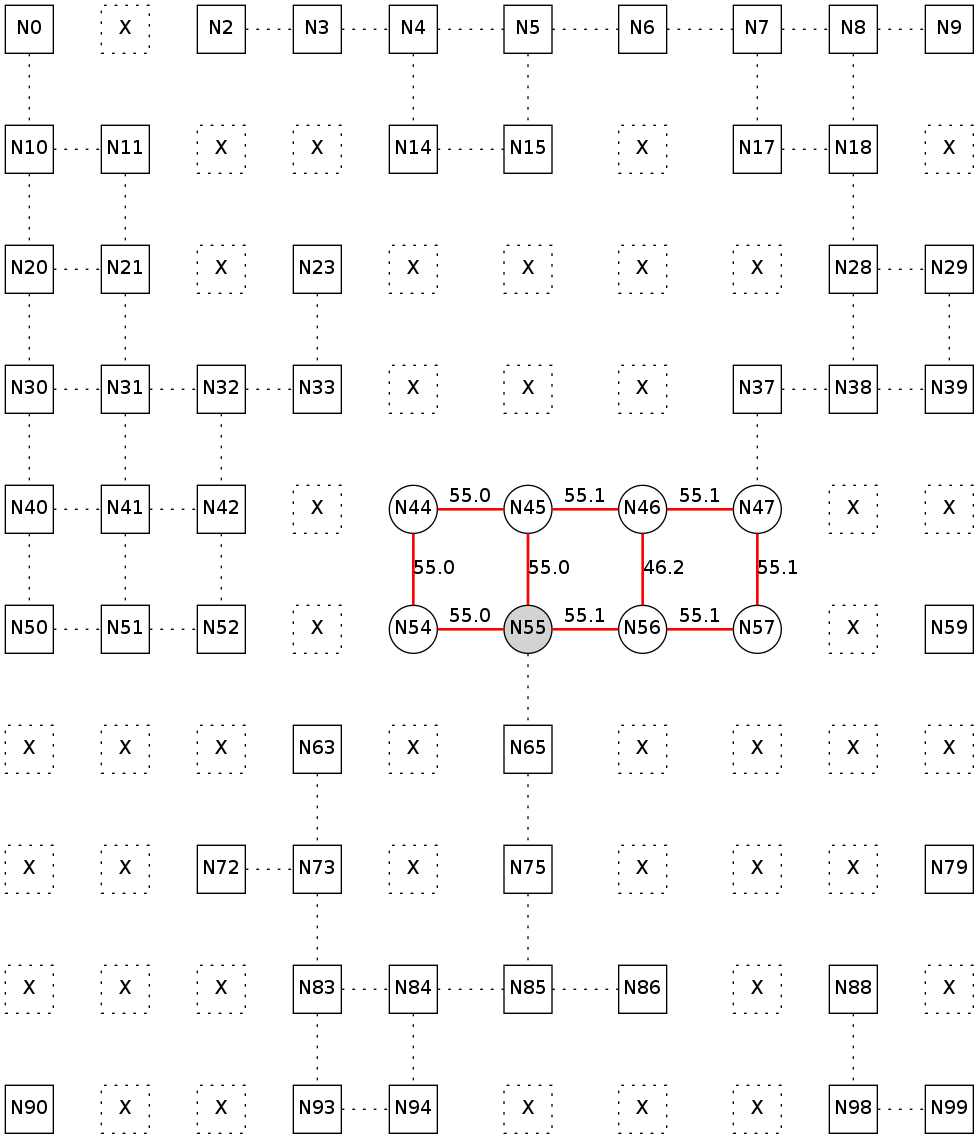 N0 X N2 N3 N4 N5 N6 N7 N8 N9
N10 N11 X X N14 N15 X N17 N18 X
N20 N21 X N23 X X X X N28 N29
N30 N31 N32 N33 X X X N37 N38 N39
55.0 55.1 55.1
N40 N41 N42 X N44 N45 N46 N47 X X
55.0 55.0 46.2 55.1
55.0 55.1 55.1
N50 N51 N52 X N54 N55 N56 N57 X N59
X X X N63 X N65 X X X X
X X N72 N73 X N75 X X X N79
X X X N83 N84 N85 N86 X N88 X
N90 X X N93 N94 X X X N98 N99